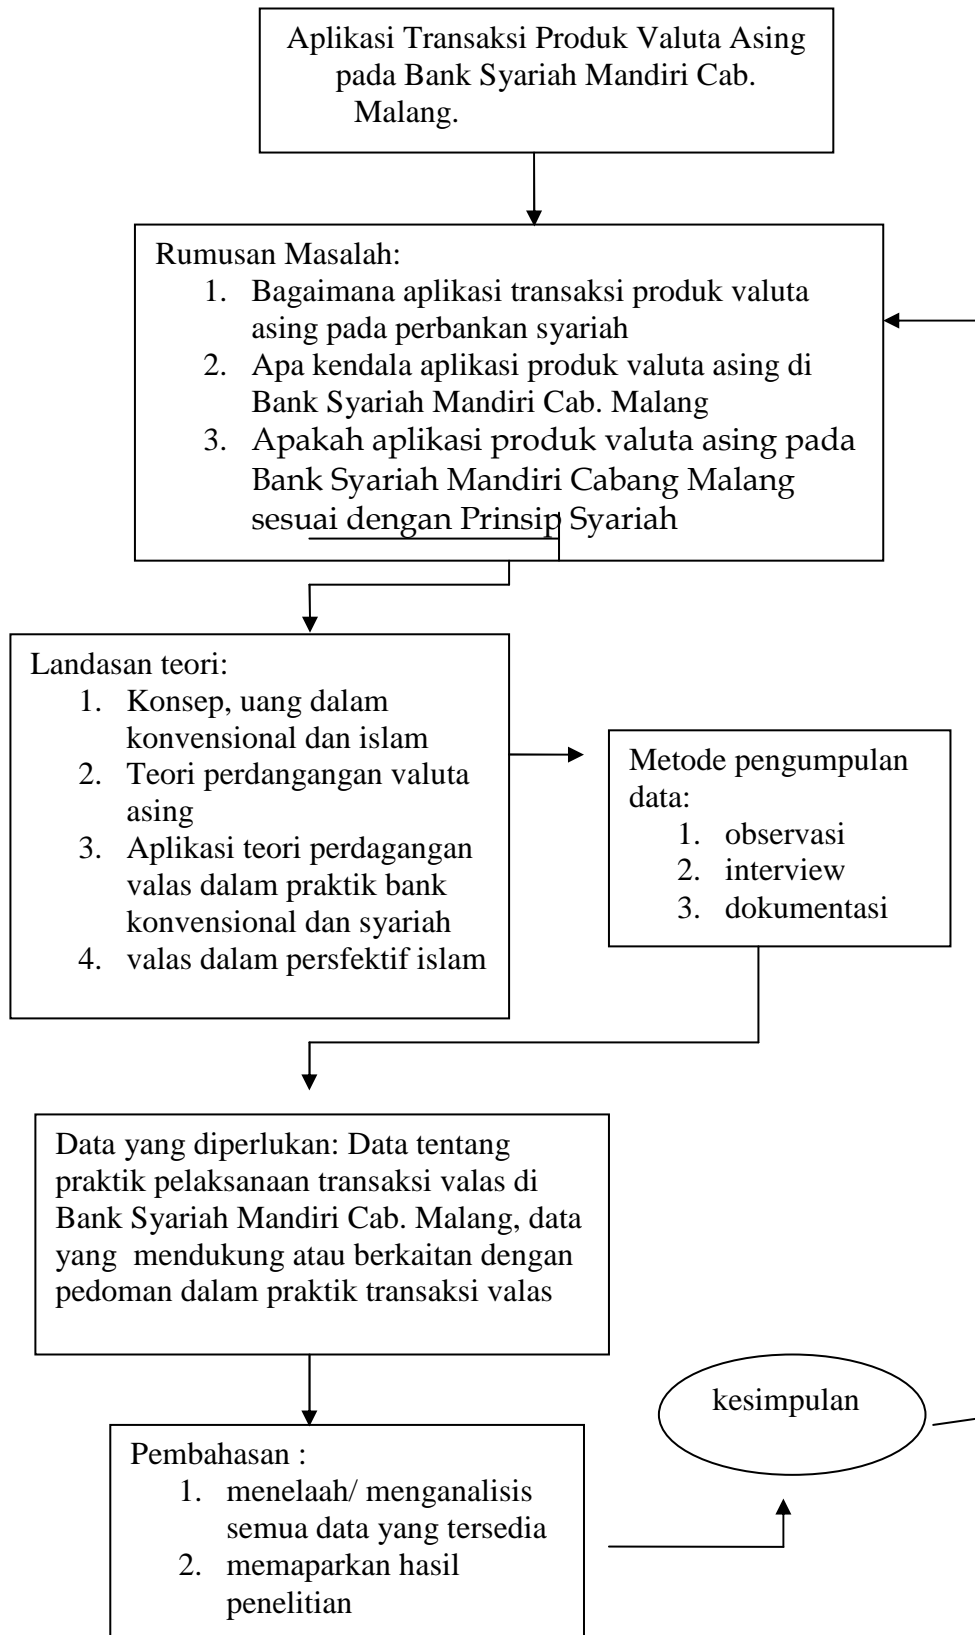 Aplikasi Transaksi Produk Valuta Asing
pada Bank Syariah Mandiri Cab.
Malang.
Rumusan Masalah:
1. Bagaimana aplikasi transaksi produk valuta
asing pada perbankan syariah
2. Apa kendala aplikasi produk valuta asing di
Bank Syariah Mandiri Cab. Malang
3. Apakah aplikasi produk valuta asing pada
Bank Syariah Mandiri Cabang Malang
sesuai dengan Prinsip Syariah
Landasan teori:
1. Konsep, uang dalam
konvensional dan islam
2. Teori perdangangan valuta
asing
3. Aplikasi teori perdagangan
valas dalam praktik bank
konvensional dan syariah
4. valas dalam persfektif islam
Metode pengumpulan
data:
1. observasi
2. interview
3. dokumentasi
Data yang diperlukan: Data tentang
praktik pelaksanaan transaksi valas di
Bank Syariah Mandiri Cab. Malang, data
yang mendukung atau berkaitan dengan
pedoman dalam praktik transaksi valas
Pembahasan :
1. menelaah/ menganalisis
semua data yang tersedia
2. memaparkan hasil
penelitian
kesimpulan